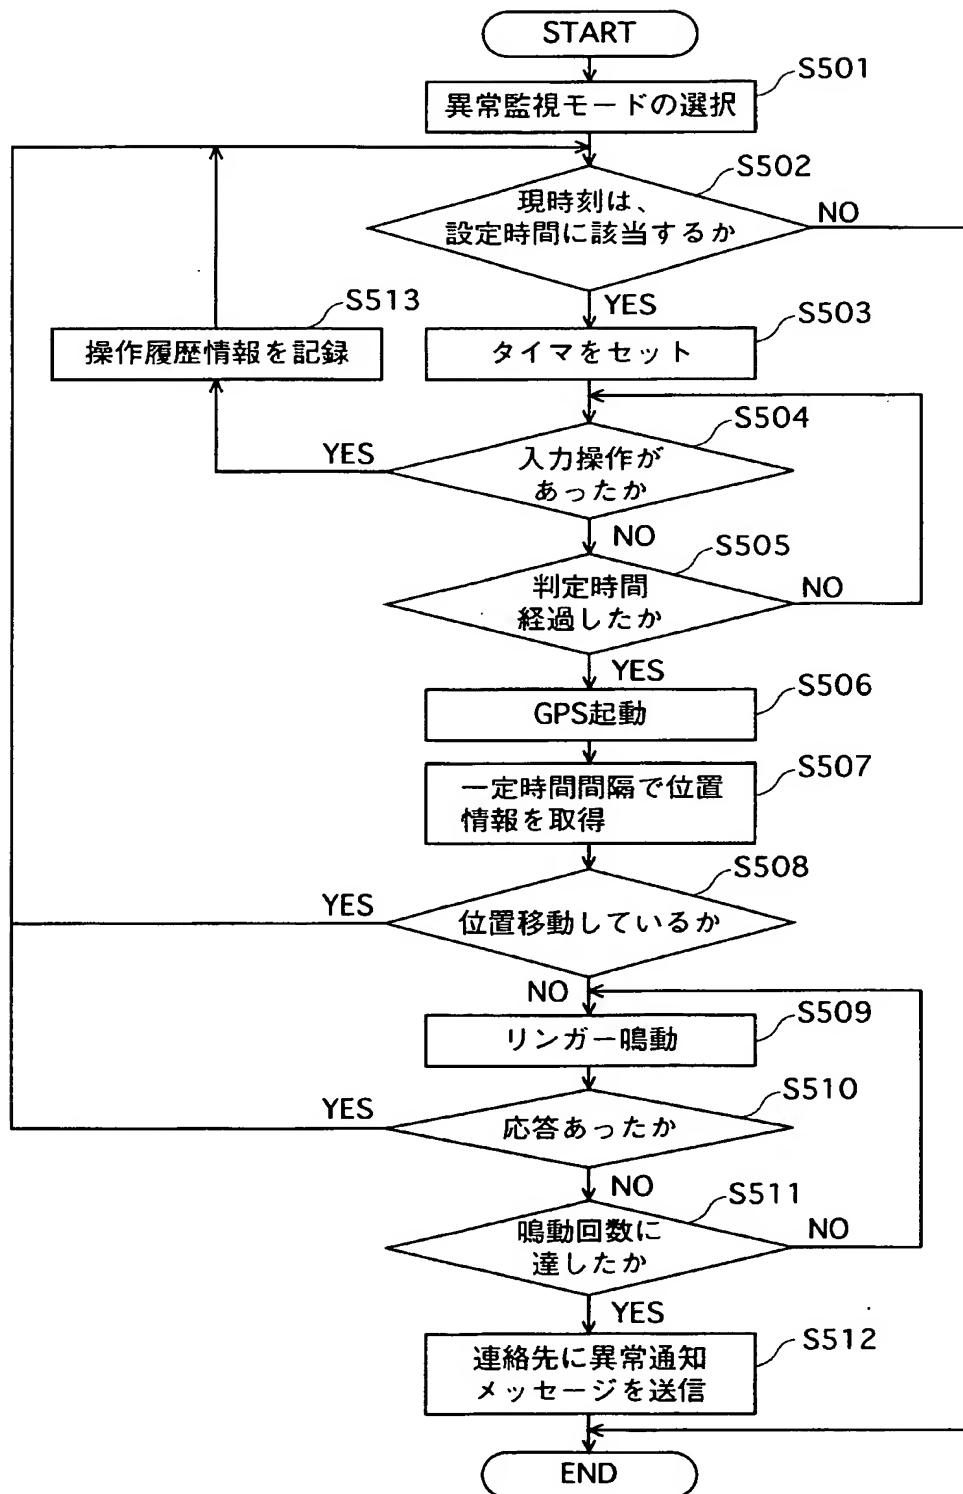 START
S501
異常監視モードの選択
S502
現時刻は、
設定時間に該当するか
NO
YES
S513
操作履歴情報を記録
S503
タイマをセット
S504
YES
入力操作が
あったか
NO
S505
判定時間
経過したか
NO
YES
S506
GPS起動
S507
一定時間間隔で位置
情報を取得
S508
YES
位置移動しているか
NO
S509
リンガー鳴動
S510
YES
応答あったか
NO
S511
鳴動回数に
達したか
NO
YES
S512
連絡先に異常通知
メッセージを送信
END